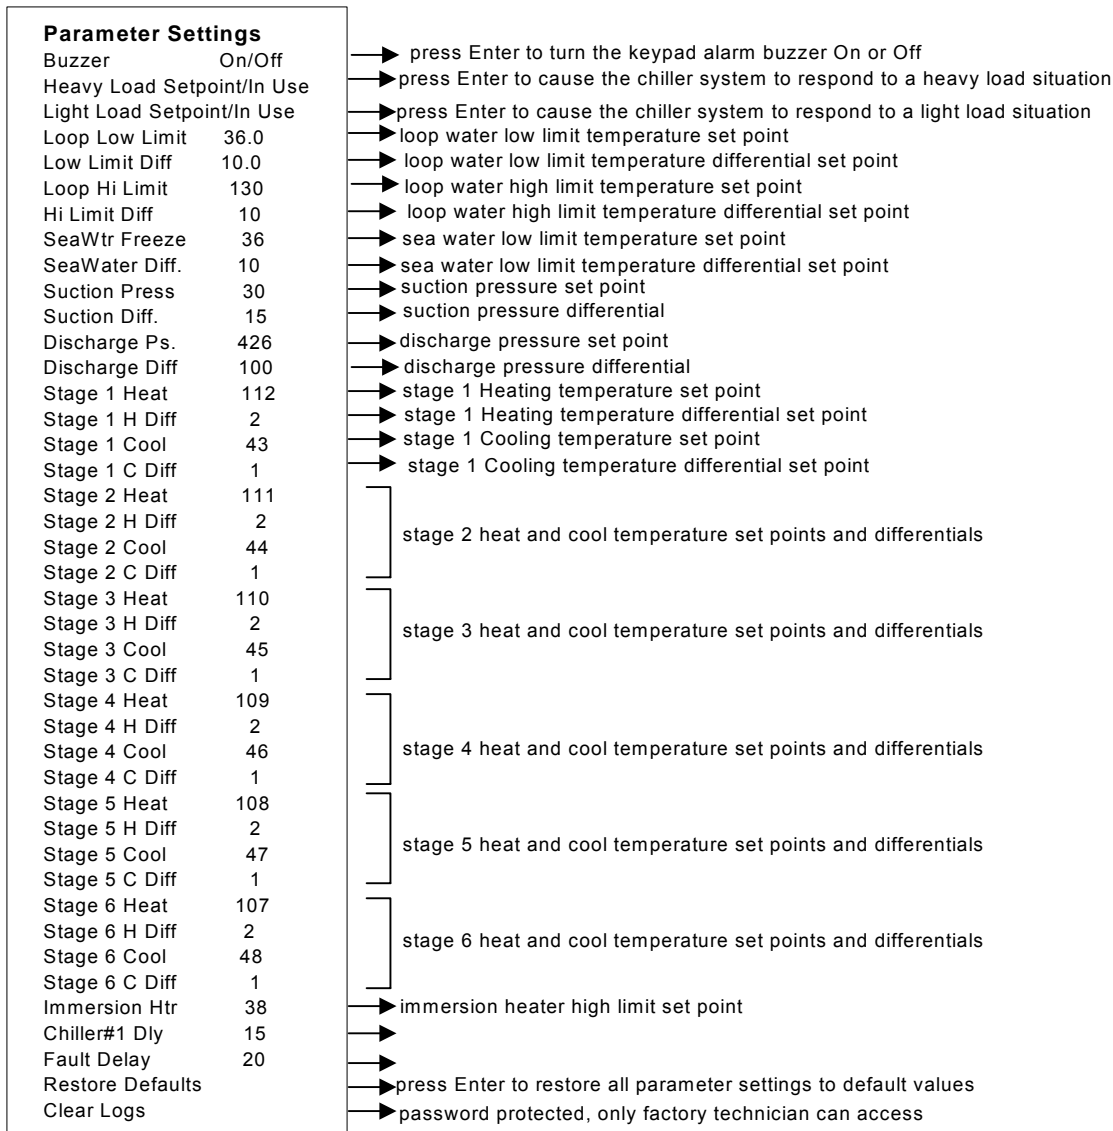 Parameter Settings
Buzzer On/Off press Enter to turn the keypad alarm buzzer On or Off
Heavy Load Setpoint/In Use press Enter to cause the chiller system to respond to a heavy load situation
Light Load Setpoint/In Use press Enter to cause the chiller system to respond to a light load situation
Loop Low Limit 36.0 loop water low limit temperature set point
Low Limit Diff 10.0 loop water low limit temperature differential set point
Loop Hi Limit 130 loop water high limit temperature set point
Hi Limit Diff 10 loop water high limit temperature differential set point
SeaWtr Freeze 36 sea water low limit temperature set point
SeaWater Diff. 10 sea water low limit temperature differential set point
Suction Press 30 suction pressure set point
Suction Diff. 15 suction pressure differential
Discharge Ps. 426 discharge pressure set point
Discharge Diff 100 discharge pressure differential
Stage 1 Heat 112 stage 1 Heating temperature set point
Stage 1 H Diff 2 stage 1 Heating temperature differential set point
Stage 1 Cool 43 stage 1 Cooling temperature set point
Stage 1 C Diff 1 stage 1 Cooling temperature differential set point
Stage 2 Heat 111
Stage 2 H Diff 2
stage 2 heat and cool temperature set points and differentials
Stage 2 Cool 44
Stage 2 C Diff 1
Stage 3 Heat 110
Stage 3 H Diff 2
stage 3 heat and cool temperature set points and differentials
Stage 3 Cool 45
Stage 3 C Diff 1
Stage 4 Heat 109
Stage 4 H Diff 2
stage 4 heat and cool temperature set points and differentials
Stage 4 Cool 46
Stage 4 C Diff 1
Stage 5 Heat 108
Stage 5 H Diff 2
stage 5 heat and cool temperature set points and differentials
Stage 5 Cool 47
Stage 5 C Diff 1
Stage 6 Heat 107
Stage 6 H Diff 2
stage 6 heat and cool temperature set points and differentials
Stage 6 Cool 48
Stage 6 C Diff 1
Immersion Htr 38 immersion heater high limit set point
Chiller#1 Dly 15
Fault Delay 20
Restore Defaults press Enter to restore all parameter settings to default values
Clear Logs password protected, only factory technician can access